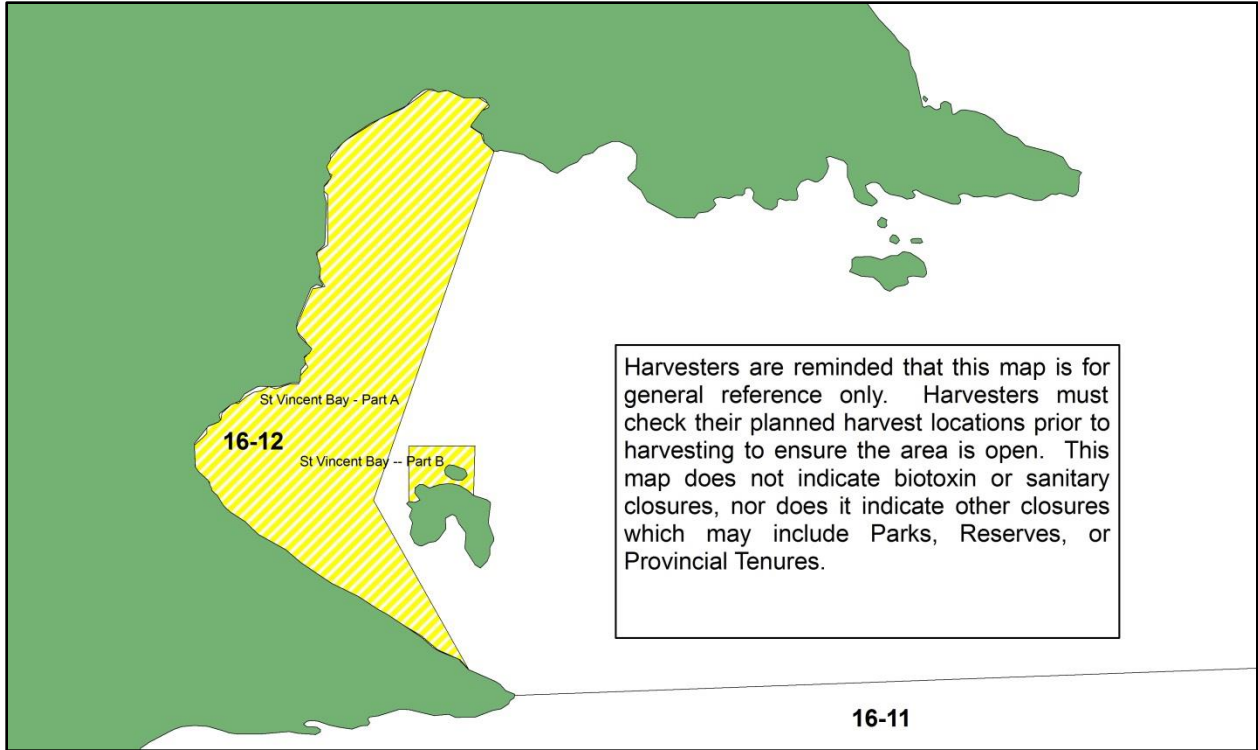 St Vincent Bay - Part A
16-12
St Vincent Bay -- Part B
Harvesters are reminded that this map is for
general reference only. Harvesters must
check their planned harvest locations prior to
harvesting to ensure the area is open. This
map does not indicate biotoxin or sanitary
closures, nor does it indicate other closures
which may include Parks, Reserves, or
Provincial Tenures.
16-11